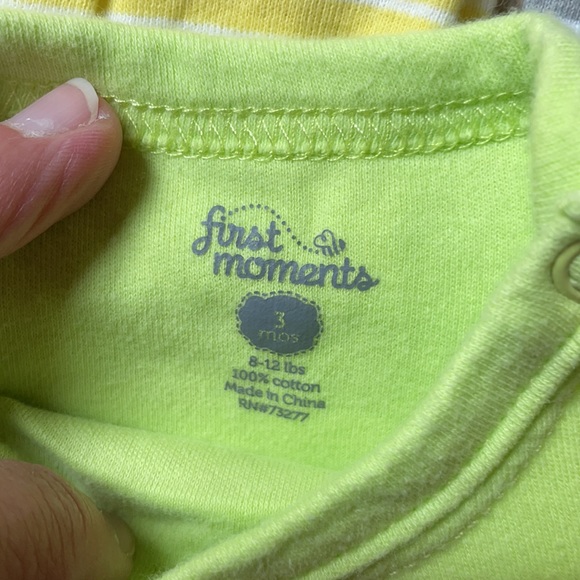 first
moments
3
mos
8-12 lbs
100% cotton
Made in China
RN#73277